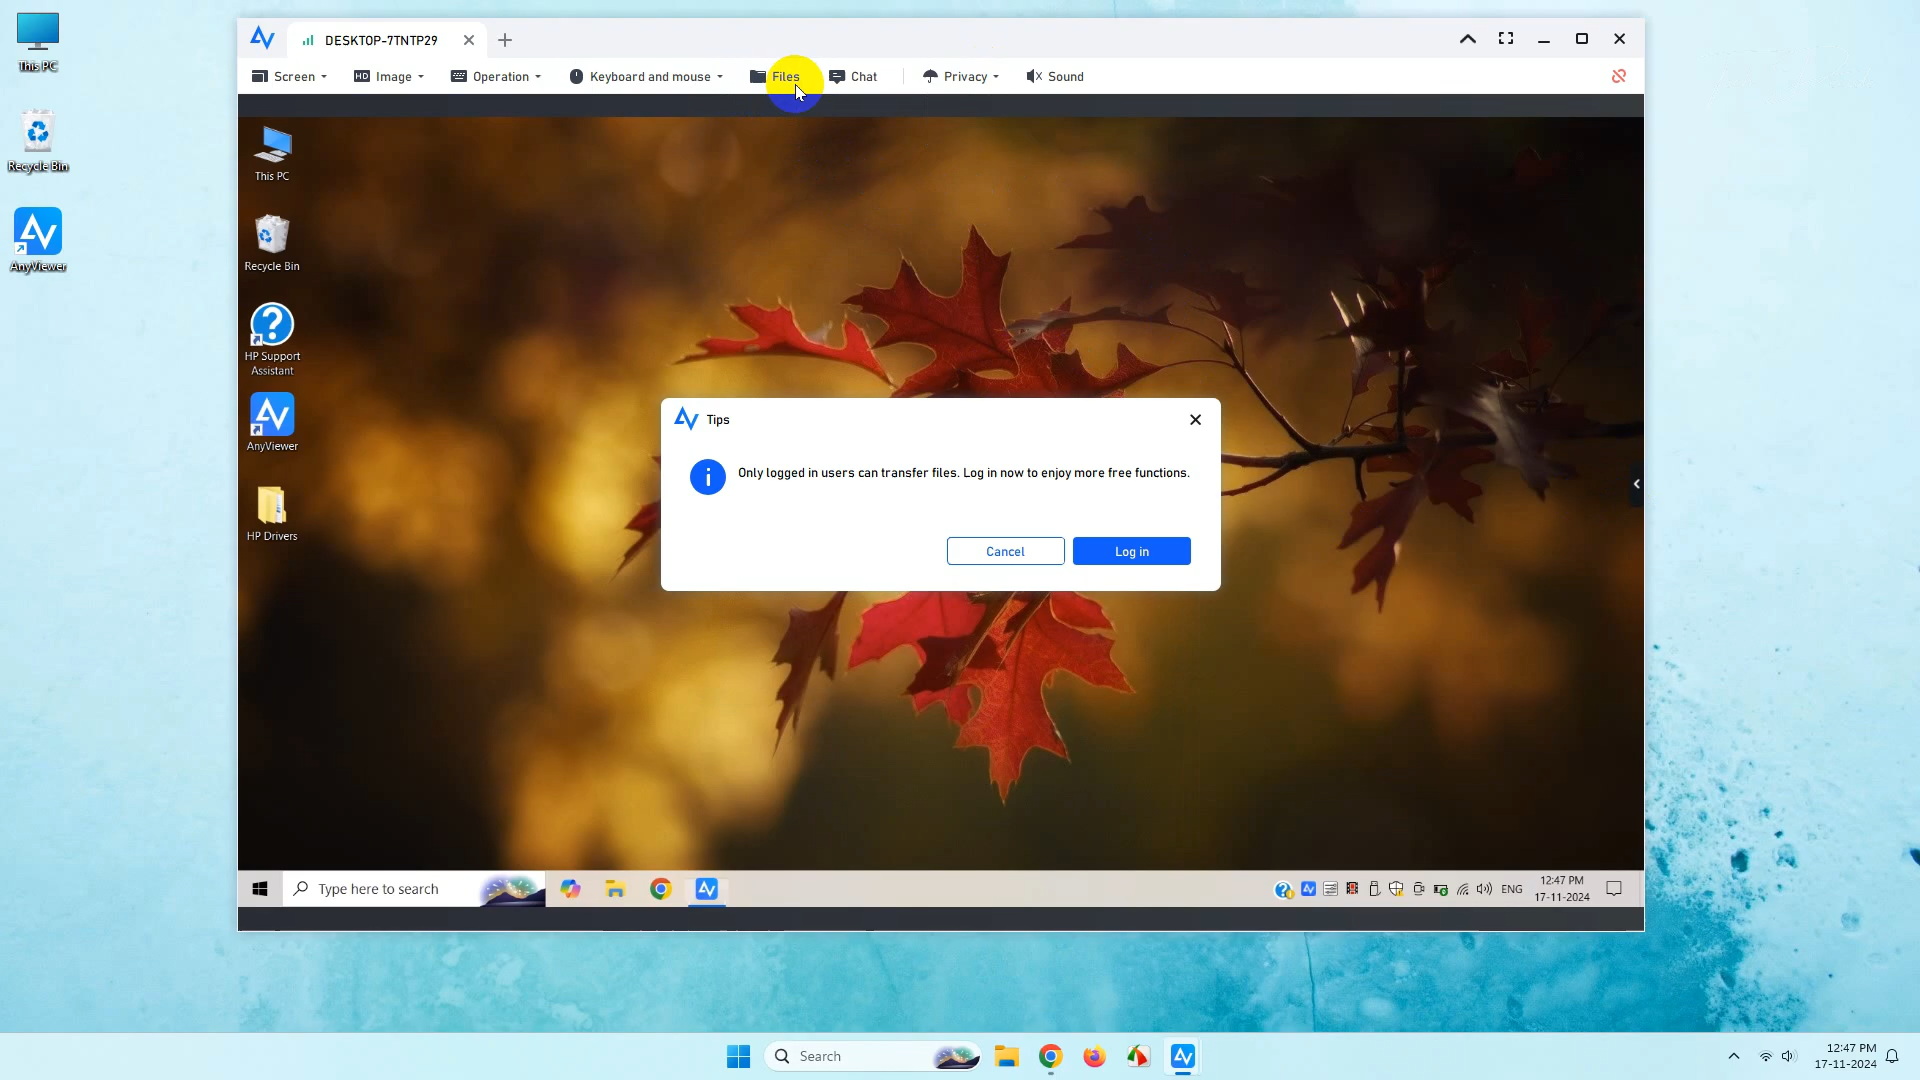 This PC
Recycle Bin
AnyViewer
DESKTOP-7TNTP29
Screen
HD
Image
Operation
Keyboard and mouse
Files
Chat
Privacy
Sound
This PC
Recycle Bin
HP Support
Assistant
AnyViewer
HP Drivers
Tips
Only logged in users can transfer files. Log in now to enjoy more free functions.
Cancel
Log in
Type here to search
ENG
12:47 PM
17-11-2024
Search
12:47 PM
17-11-2024